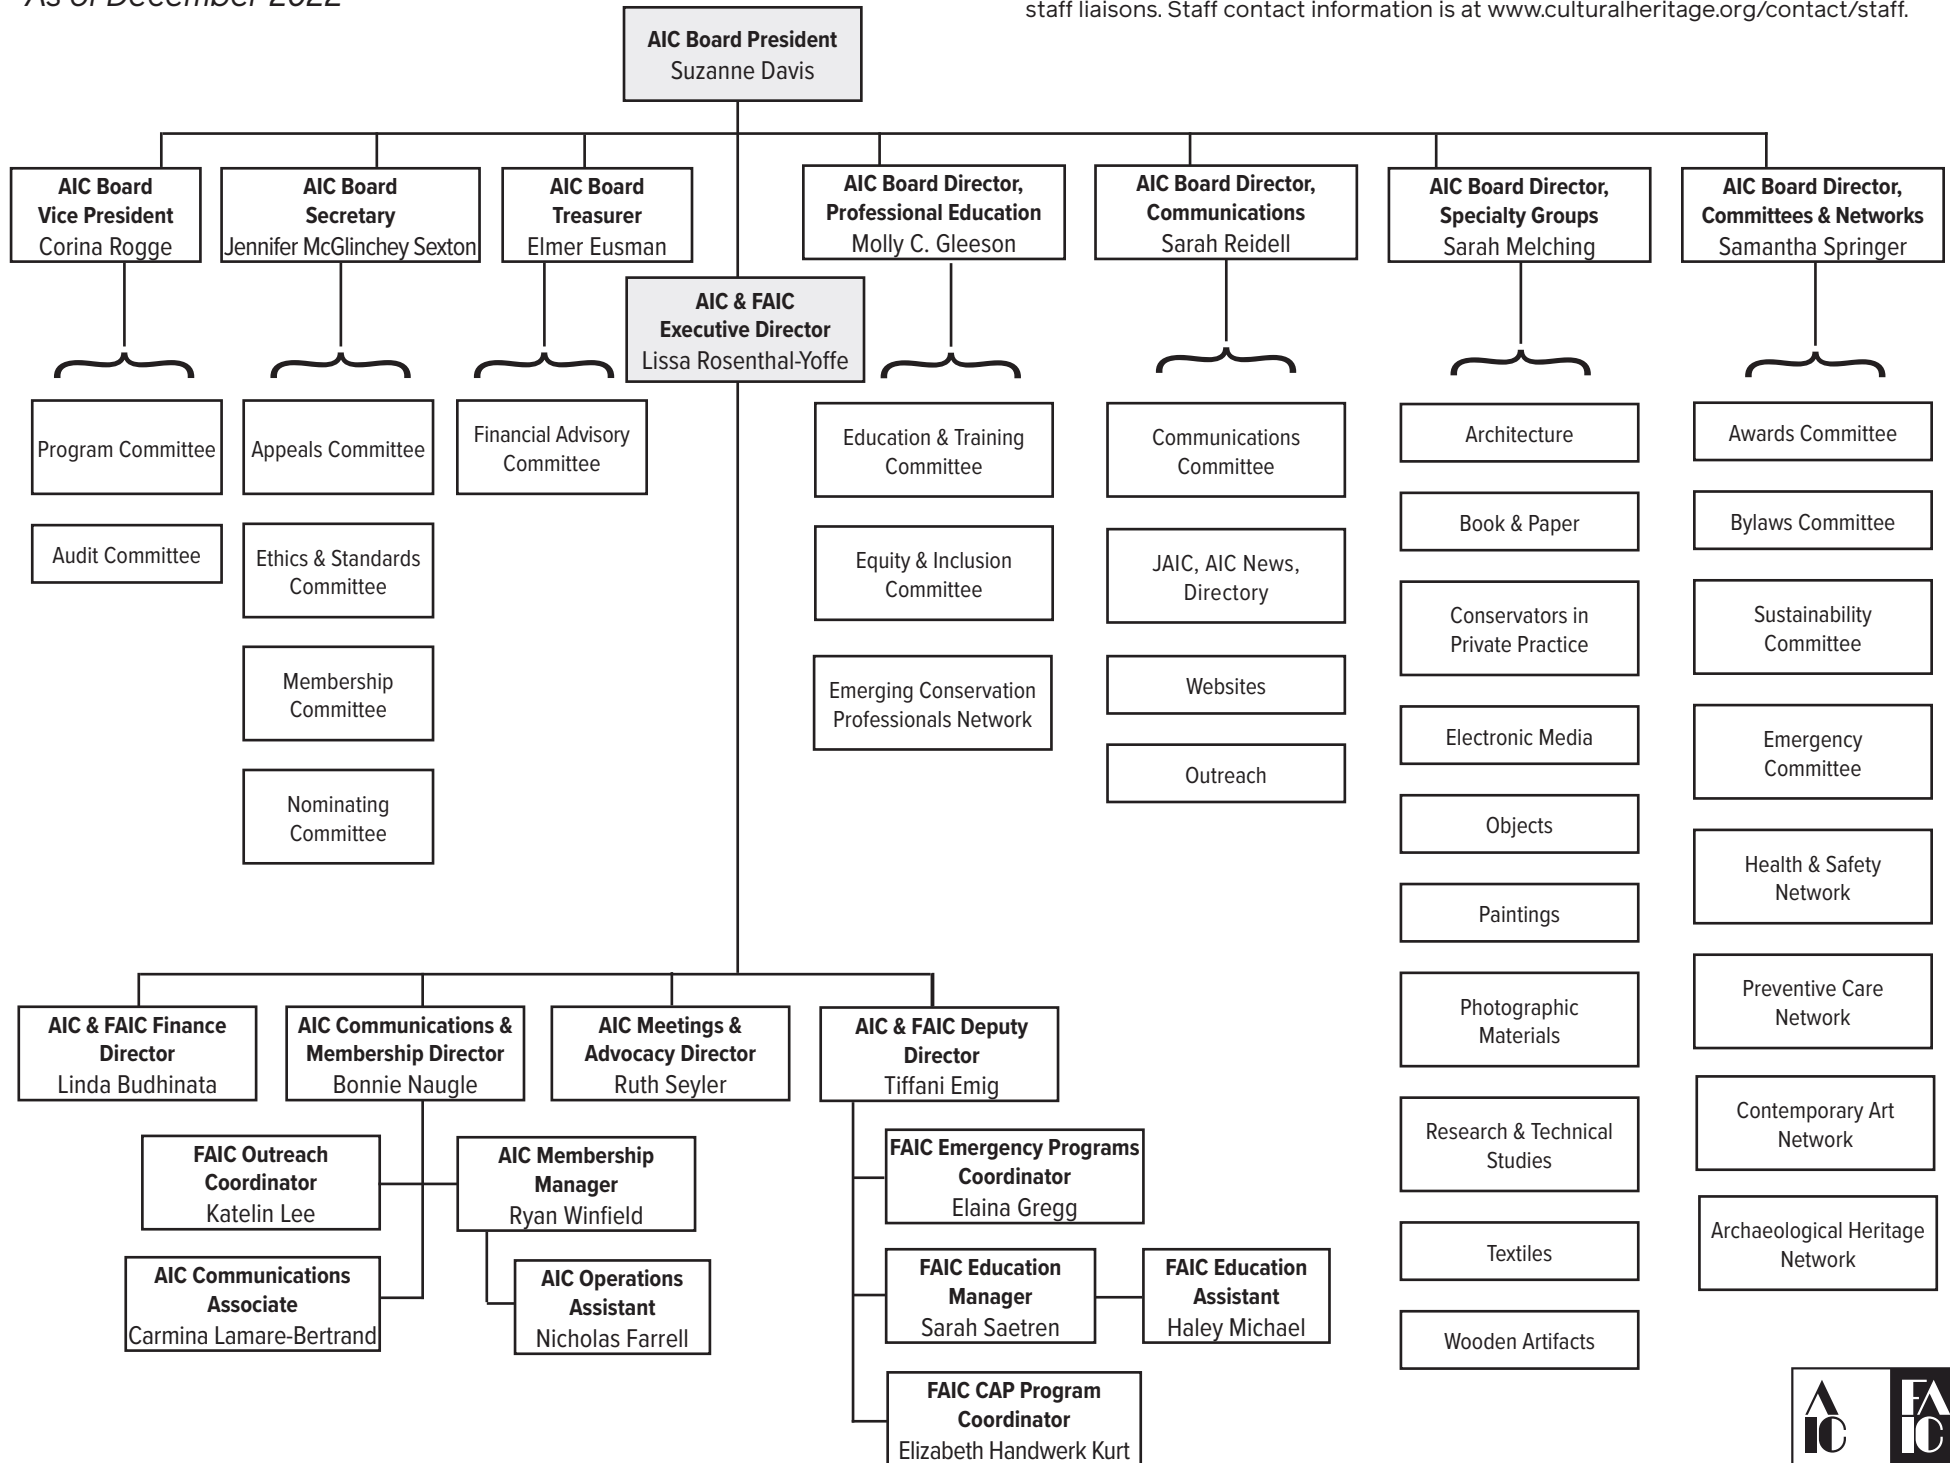 As of December 2022
staff liaisons. Staff contact information is at www.culturalheritage.org/contact/staff.
AIC Board President
Suzanne Davis
AIC Board
Vice President
Corina Rogge
AIC Board
Secretary
Jennifer McGlinchey Sexton
AIC Board
Treasurer
Elmer Eusman
AIC Board Director,
Professional Education
Molly C. Gleeson
AIC Board Director,
Communications
Sarah Reidell
AIC Board Director,
Specialty Groups
Sarah Melching
AIC Board Director,
Committees & Networks
Samantha Springer
AIC & FAIC
Executive Director
Lissa Rosenthal-Yoffe
Program Committee
Audit Committee
Appeals Committee
Ethics & Standards
Committee
Membership
Committee
Nominating
Committee
Financial Advisory
Committee
Education & Training
Committee
Equity & Inclusion
Committee
Emerging Conservation
Professionals Network
Communications
Committee
JAIC, AIC News,
Directory
Websites
Outreach
Architecture
Book & Paper
Conservators in
Private Practice
Electronic Media
Objects
Paintings
Photographic
Materials
Research & Technical
Studies
Textiles
Wooden Artifacts
Awards Committee
Bylaws Committee
Sustainability
Committee
Emergency
Committee
Health & Safety
Network
Preventive Care
Network
Contemporary Art
Network
Archaeological Heritage
Network
AIC & FAIC Finance
Director
Linda Budhinata
AIC Communications &
Membership Director
Bonnie Naugle
AIC Meetings &
Advocacy Director
Ruth Seyler
AIC & FAIC Deputy
Director
Tiffani Emig
FAIC Outreach
Coordinator
Katelin Lee
AIC Membership
Manager
Ryan Winfield
AIC Communications
Associate
Carmina Lamare-Bertrand
AIC Operations
Assistant
Nicholas Farrell
FAIC Emergency Programs
Coordinator
Elaina Gregg
FAIC Education
Manager
Sarah Saetren
FAIC Education
Assistant
Haley Michael
FAIC CAP Program
Coordinator
Elizabeth Handwerk Kurt
AIC
FAIC